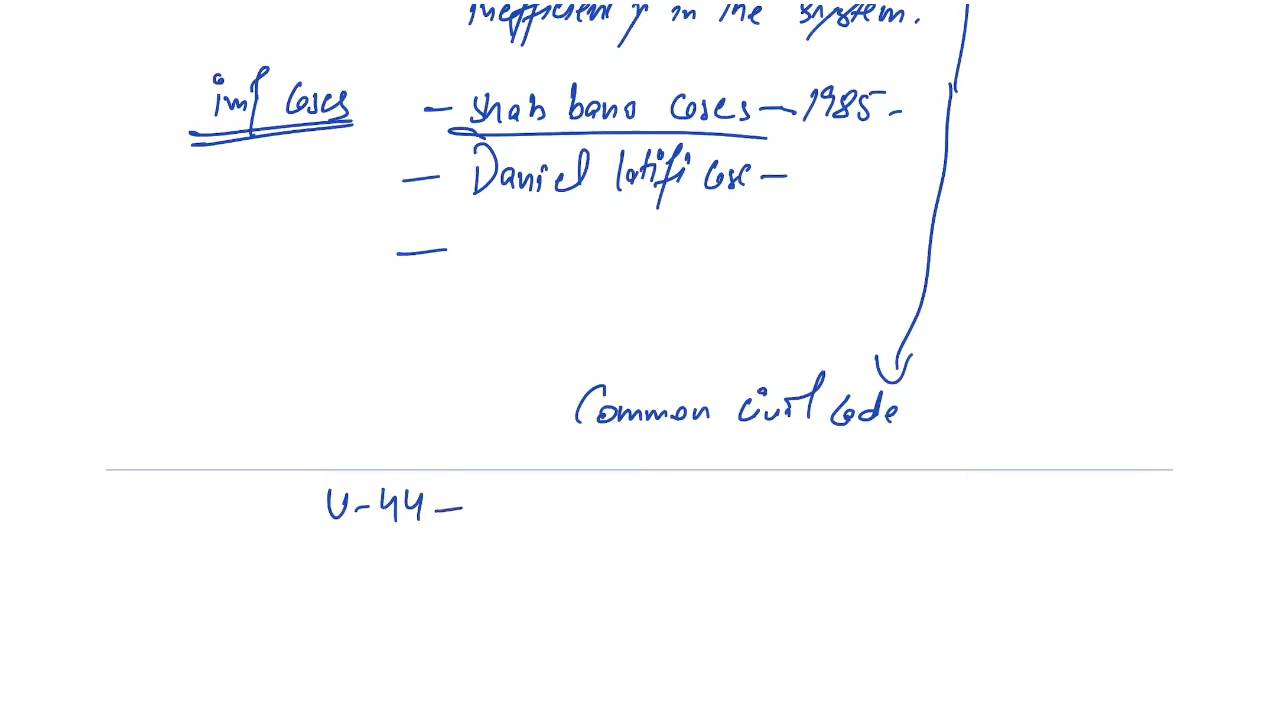 inefficiency in the system.
imp cases - shah bano cases - 1985 -
- Daniel latifi case -
-
Common civil code
U-44-